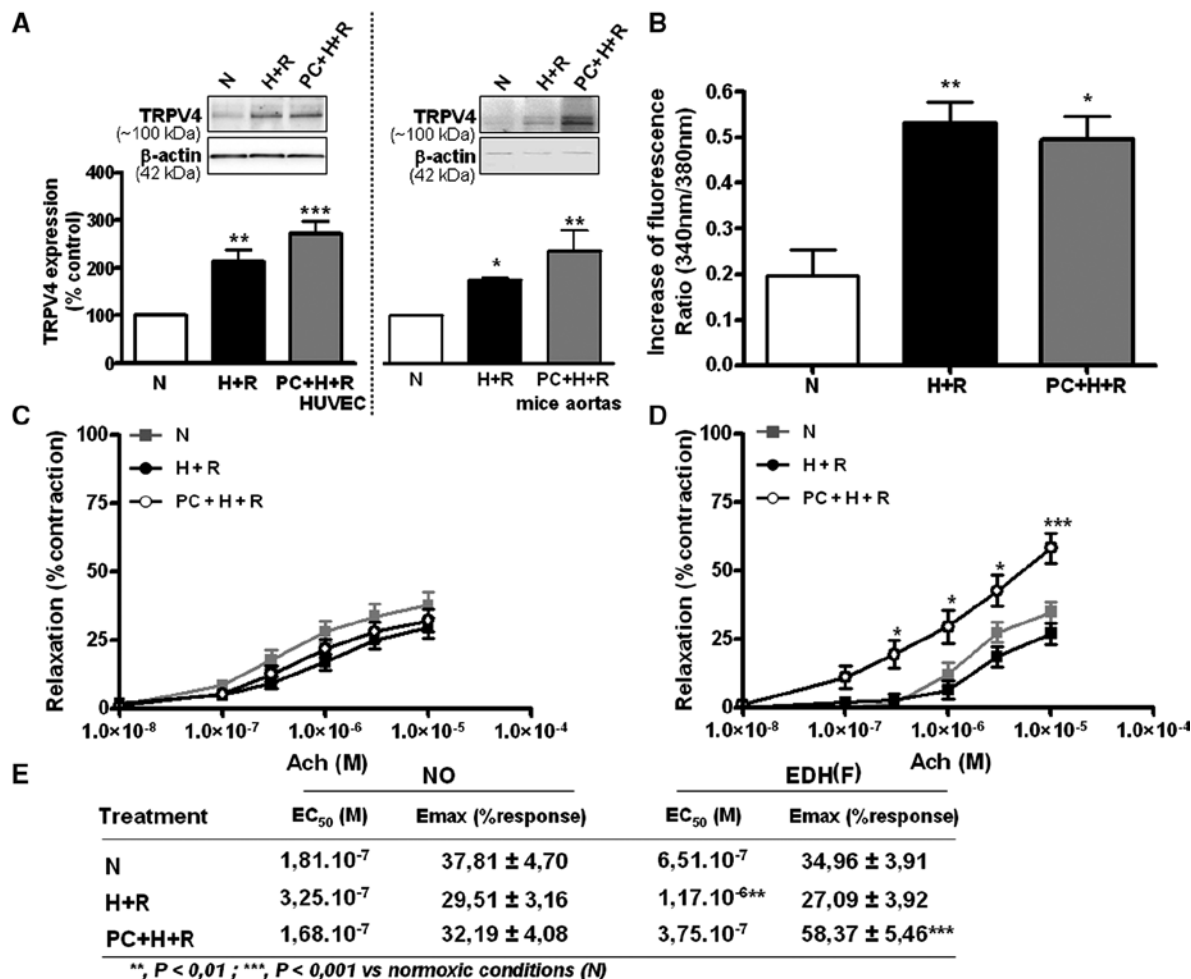 A
N H+R PC+H+R
TRPV4
(~100 kDa)
β-actin
(42 kDa)
TRPV4 expression
(% control)
400
300
200
100
0
** ***
N H+R PC+H+R
HUVEC
N H+R PC+H+R
TRPV4
(~100 kDa)
β-actin
(42 kDa)
* **
N H+R PC+H+R
mice aortas
B
Increase of fluorescence
Ratio (340nm/380nm)
0.6
0.5
0.4
0.3
0.2
0.1
0.0
** *
N H+R PC+H+R
C
Relaxation (% contraction)
100
75
50
25
0
N
H+R
PC+H+R
1.0×10-8 1.0×10-7 1.0×10-6 1.0×10-5 1.0×10-4
Ach (M)
D
Relaxation (% contraction)
100
75
50
25
0
N
H+R
PC+H+R
* * * ***
1.0×10-8 1.0×10-7 1.0×10-6 1.0×10-5 1.0×10-4
Ach (M)
E
NO EDH(F)
Treatment EC50 (M) Emax (%response) EC50 (M) Emax (%response)
N 1,81.10-7 37,81 ± 4,70 6,51.10-7 34,96 ± 3,91
H+R 3,25.10-7 29,51 ± 3,16 1,17.10-6** 27,09 ± 3,92
PC+H+R 1,68.10-7 32,19 ± 4,08 3,75.10-7 58,37 ± 5,46***
**, P < 0,01 ; ***, P < 0,001 vs normoxic conditions (N)